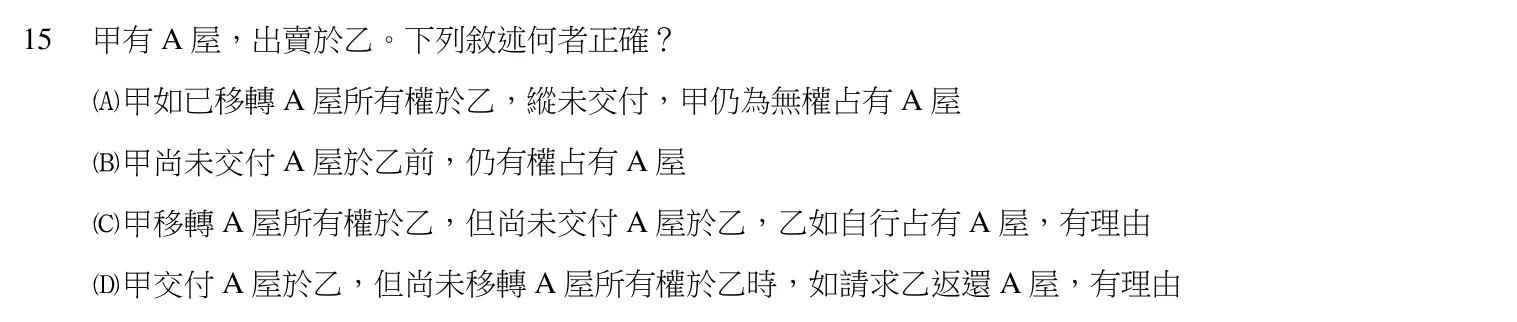 15 甲有 A 屋，出賣於乙。下列敘述何者正確？
(A)甲如已移轉 A 屋所有權於乙，縱未交付，甲仍為無權占有 A 屋
(B)甲尚未交付 A 屋於乙前，仍有權占有 A 屋
(C)甲移轉 A 屋所有權於乙，但尚未交付 A 屋於乙，乙如自行占有 A 屋，有理由
(D)甲交付 A 屋於乙，但尚未移轉 A 屋所有權於乙時，如請求乙返還 A 屋，有理由